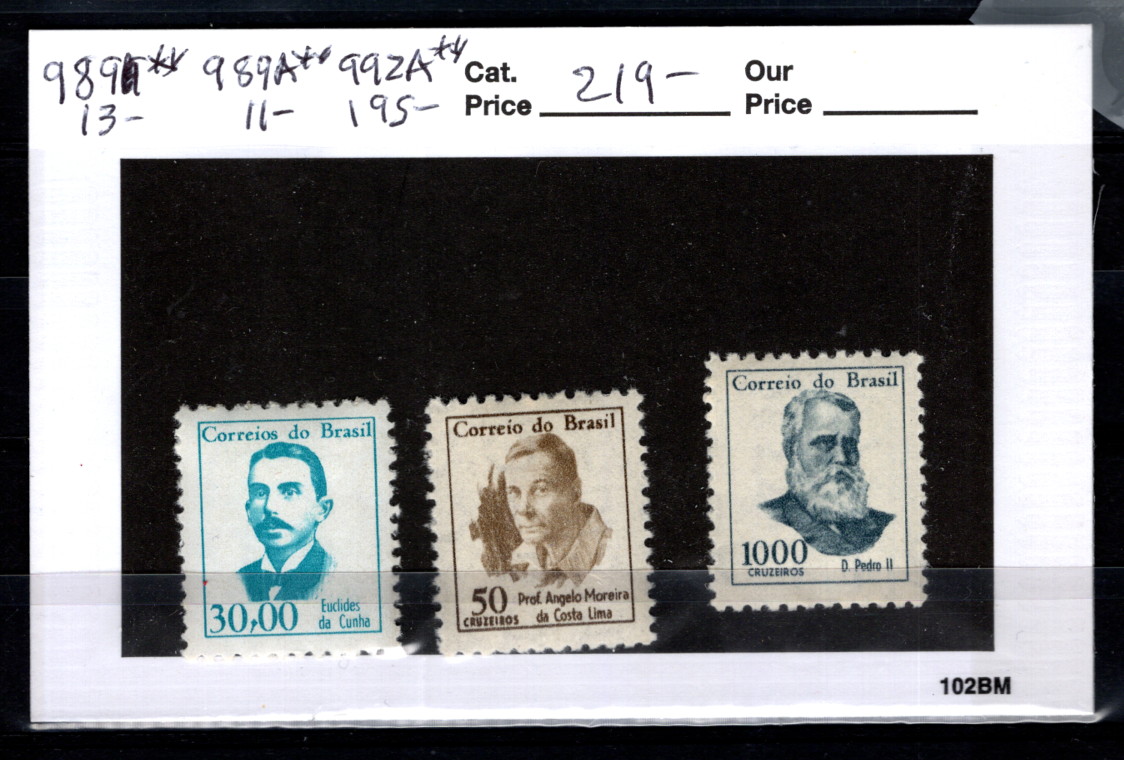 989A** 989A** 992A** Cat.
13- 11- 195- Price 219- Our
Price
Correios do Brasil
30,00 Euclides
da Cunha
Correio do Brasil
50 Prof. Angelo Moreira
CRUZEIROS da Costa Lima
Correio do Brasil
1000
CRUZEIROS D. Pedro II
102BM